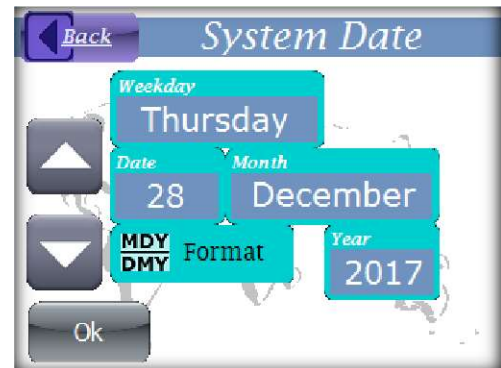 Back
System Date
Weekday
Thursday
Date Month
28 December
MDY
DMY
Format
Year
2017
Ok